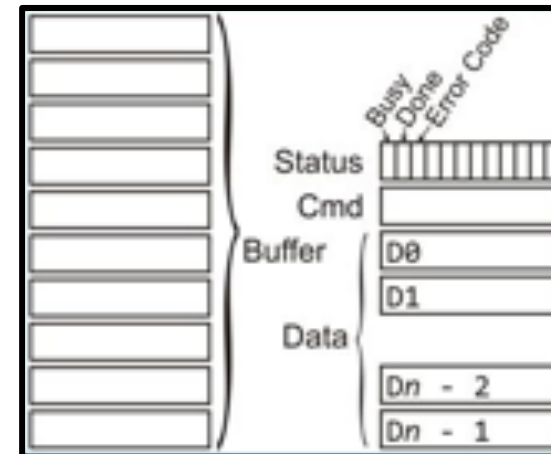 Busy
Done
Error Code
Status
Cmd
Buffer
D0
D1
Data
Dn - 2
Dn - 1